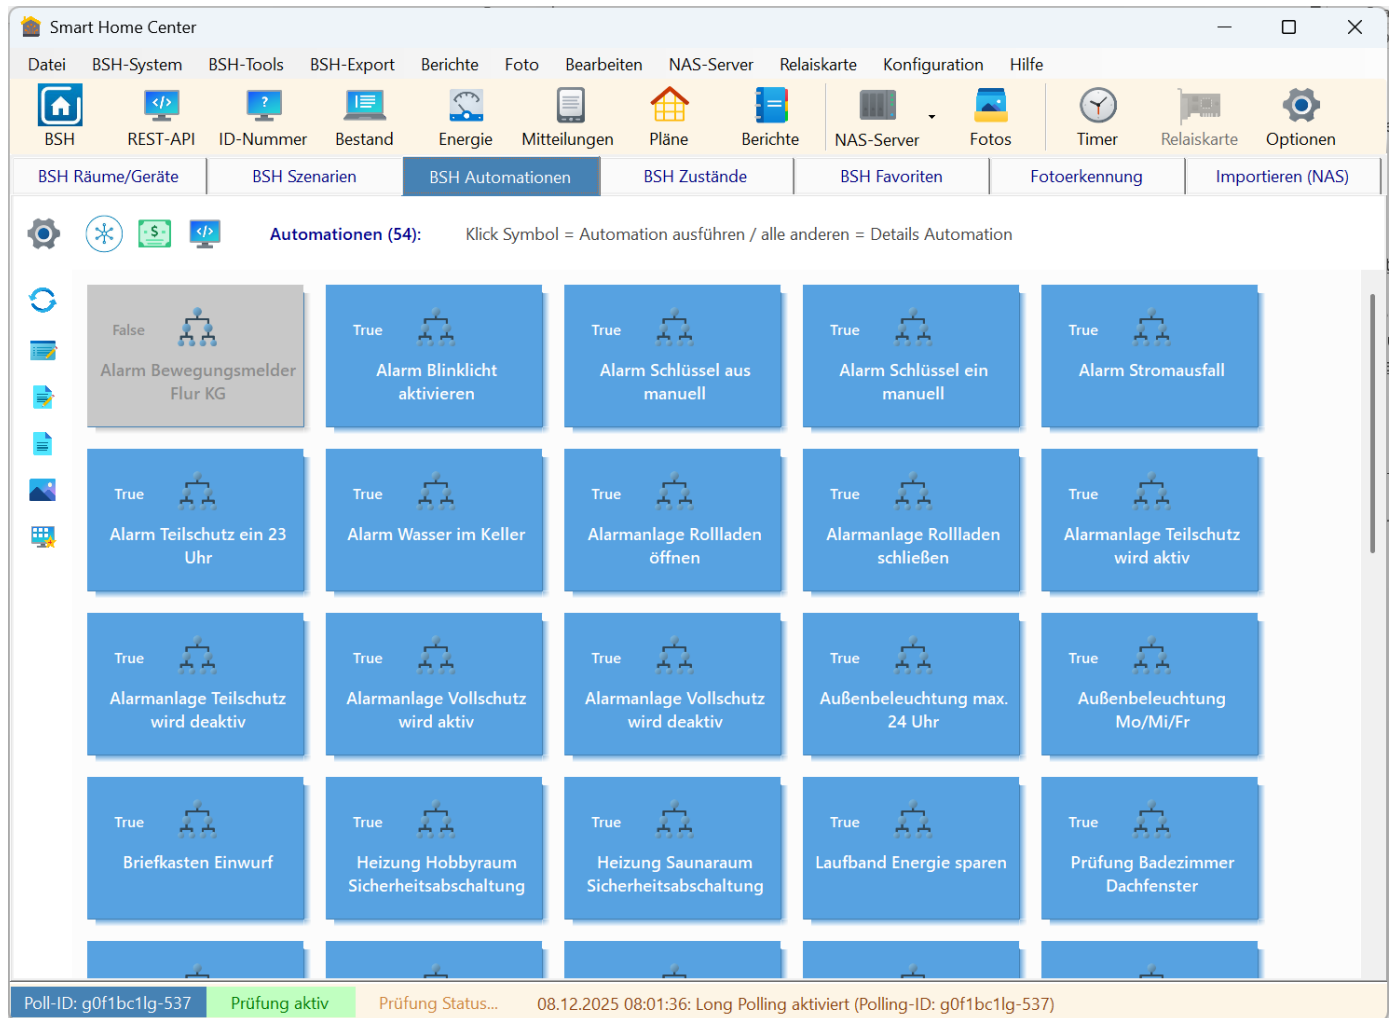 Smart Home Center
Datei BSH-System BSH-Tools BSH-Export Berichte Foto Bearbeiten NAS-Server Relaiskarte Konfiguration Hilfe
BSH REST-API ID-Nummer Bestand Energie Mitteilungen Pläne Berichte NAS-Server Fotos Timer Relaiskarte Optionen
BSH Räume/Geräte BSH Szenarien BSH Automationen BSH Zustände BSH Favoriten Fotoerkennung Importieren (NAS)
Automationen (54): Klick Symbol = Automation ausführen / alle anderen = Details Automation
False
Alarm Bewegungsmelder
Flur KG
True
Alarm Blinklicht
aktivieren
True
Alarm Schlüssel aus
manuell
True
Alarm Schlüssel ein
manuell
True
Alarm Stromausfall
True
Alarm Teilschutz ein 23
Uhr
True
Alarm Wasser im Keller
True
Alarmanlage Rollladen
öffnen
True
Alarmanlage Rollladen
schließen
True
Alarmanlage Teilschutz
wird aktiv
True
Alarmanlage Teilschutz
wird deaktiv
True
Alarmanlage Vollschutz
wird aktiv
True
Alarmanlage Vollschutz
wird deaktiv
True
Außenbeleuchtung max.
24 Uhr
True
Außenbeleuchtung
Mo/Mi/Fr
True
Briefkasten Einwurf
True
Heizung Hobbyraum
Sicherheitsabschaltung
True
Heizung Saunaraum
Sicherheitsabschaltung
True
Laufband Energie sparen
True
Prüfung Badezimmer
Dachfenster
Poll-ID: g0f1bc1lg-537 Prüfung aktiv Prüfung Status... 08.12.2025 08:01:36: Long Polling aktiviert (Polling-ID: g0f1bc1lg-537)